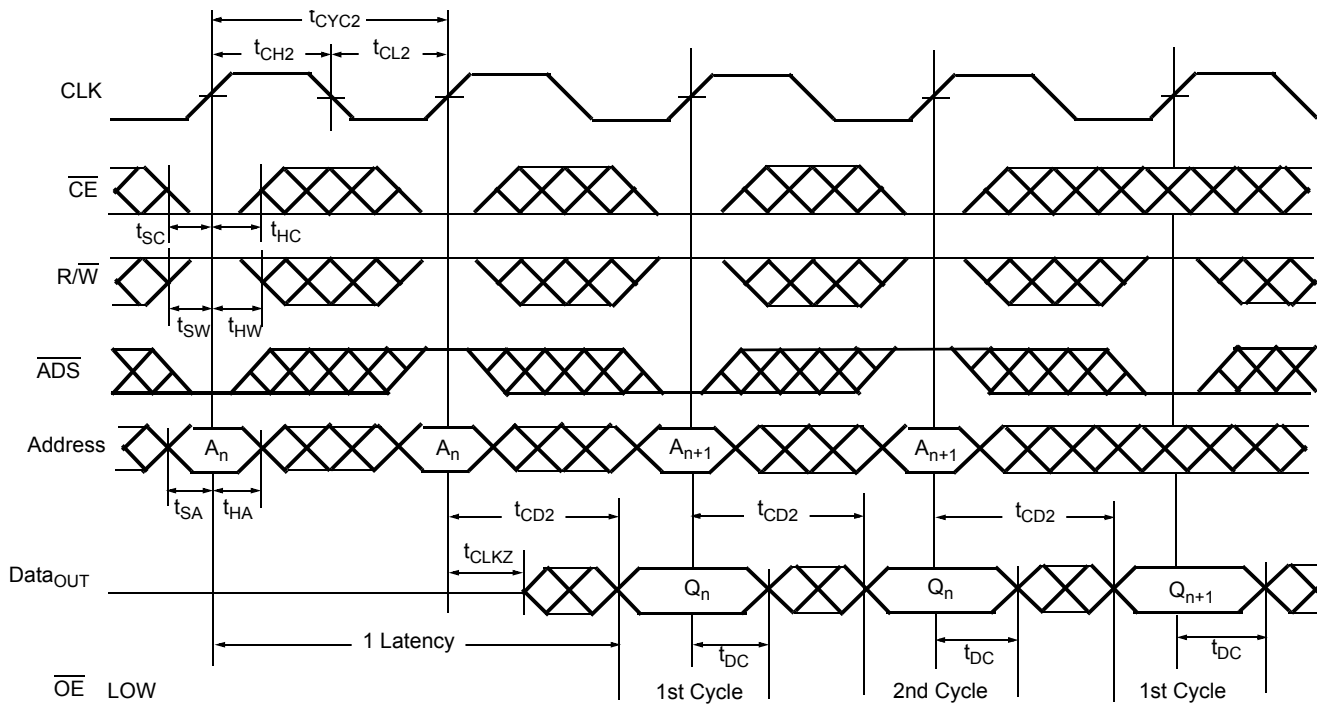 tCYC2
tCH2 tCL2
CLK
CE
tSC tHC
R/W
tSW tHW
ADS
Address An An An+1 An+1
tSA tHA
tCD2 tCD2 tCD2
tCLKZ
DataOUT Qn Qn Qn+1
1 Latency
tDC tDC tDC
OE LOW 1st Cycle 2nd Cycle 1st Cycle